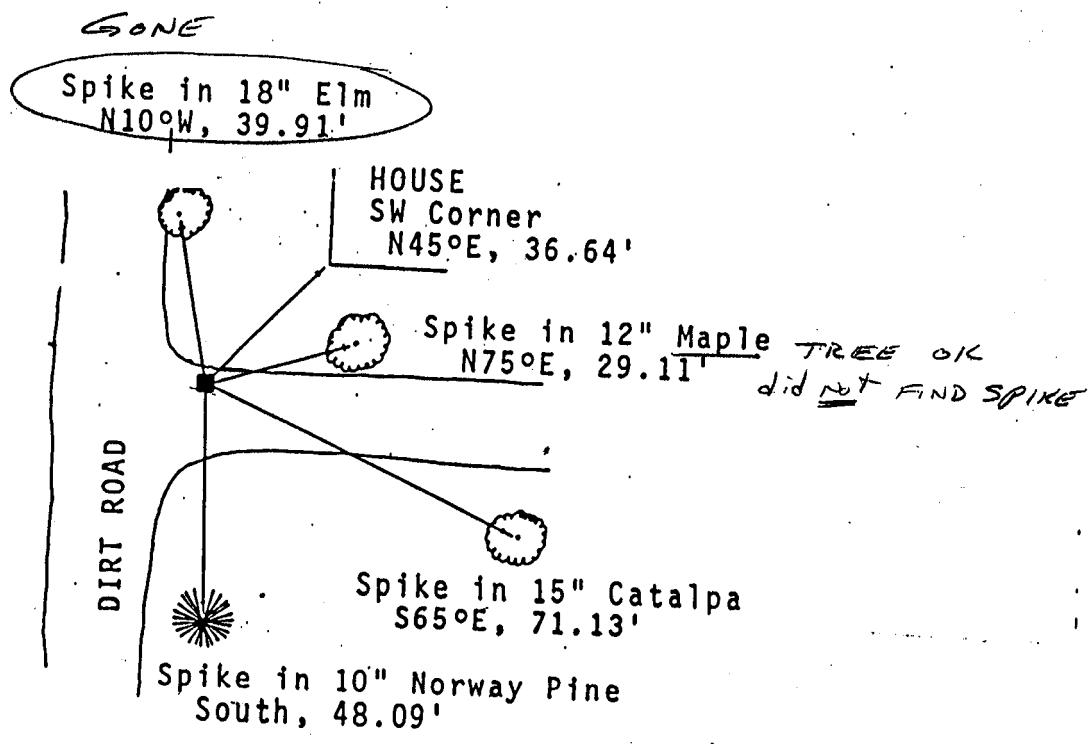 GONE
Spike in 18" Elm
N10°W, 39.91'
HOUSE
SW Corner
N45°E, 36.64'
Spike in 12" Maple
N75°E, 29.11'
TREE OK
did not FIND SPIKE
DIRT ROAD
Spike in 15" Catalpa
S65°E, 71.13'
Spike in 10" Norway Pine
South, 48.09'